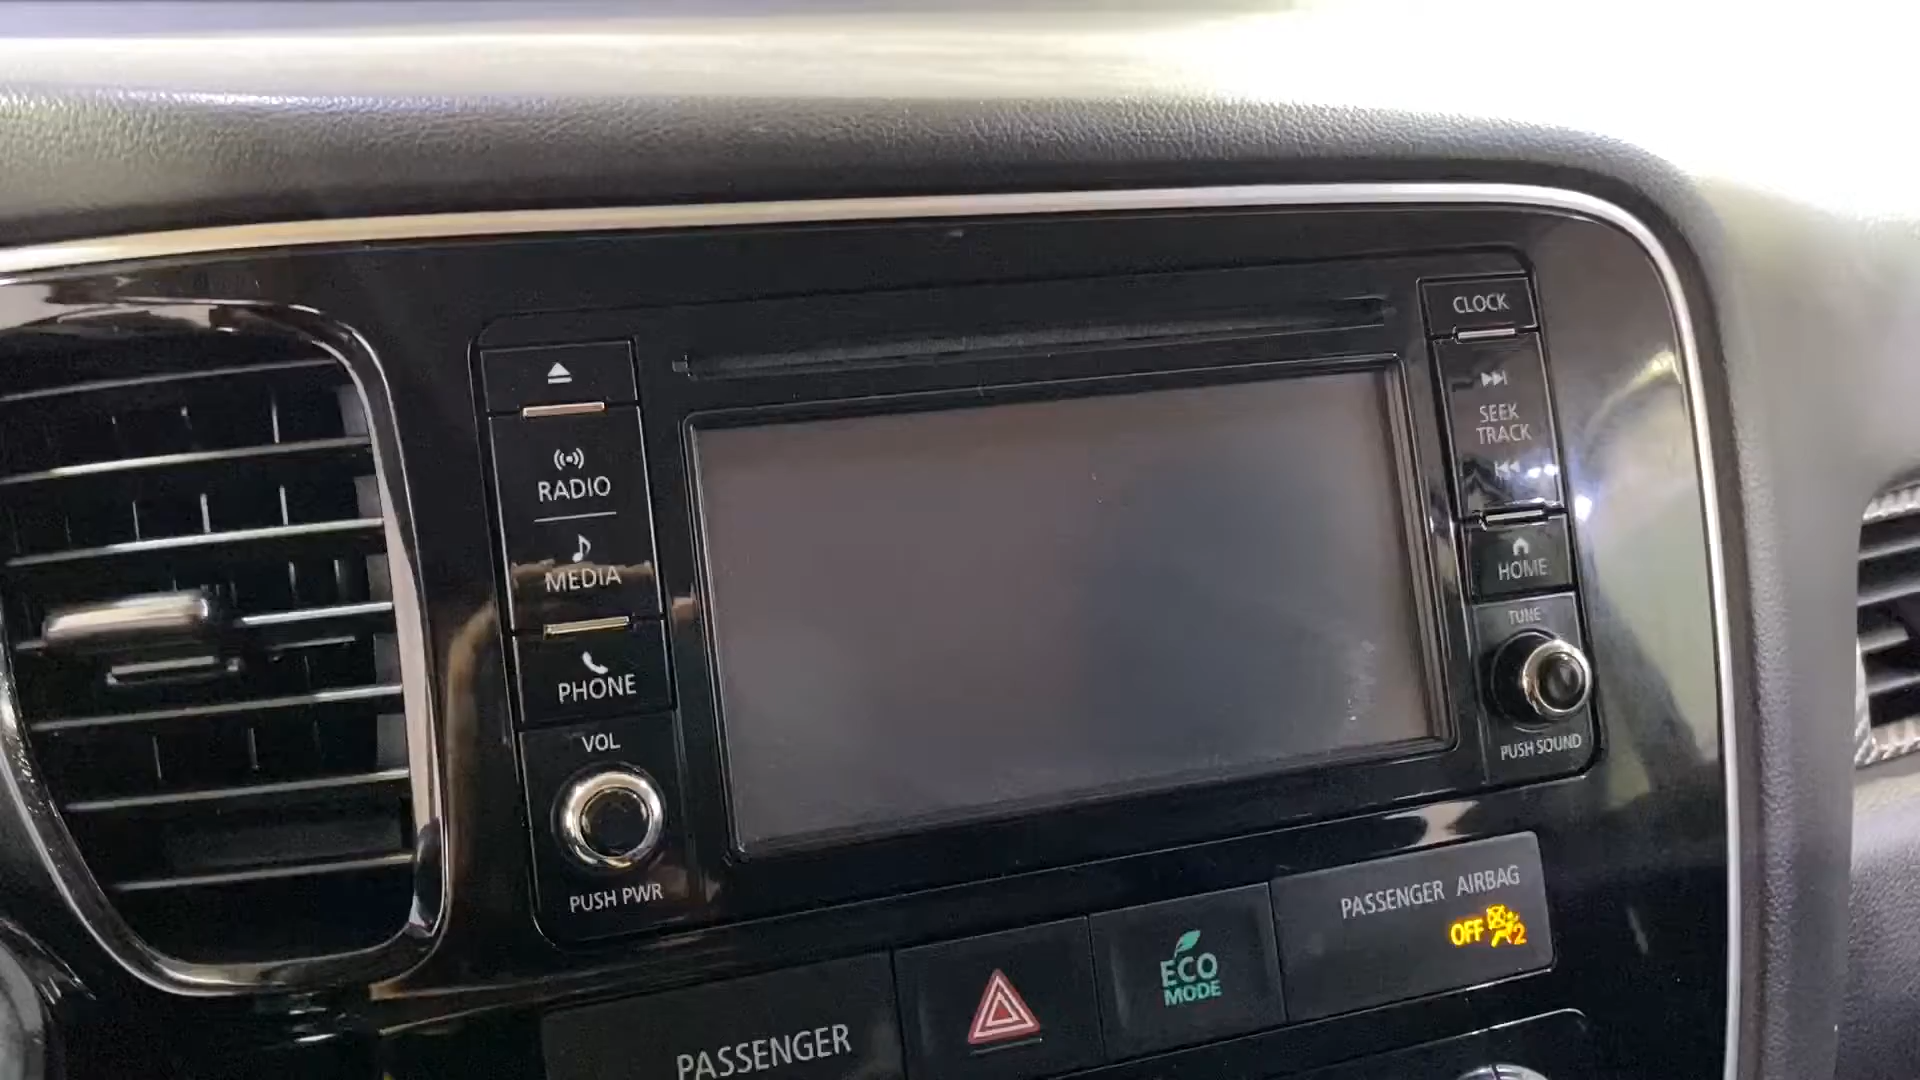 CLOCK
RADIO
SEEK
TRACK
MEDIA
HOME
PHONE
TUNE
VOL
PUSH SOUND
PUSH PWR
PASSENGER AIRBAG
OFF 2
ECO
MODE
PASSENGER